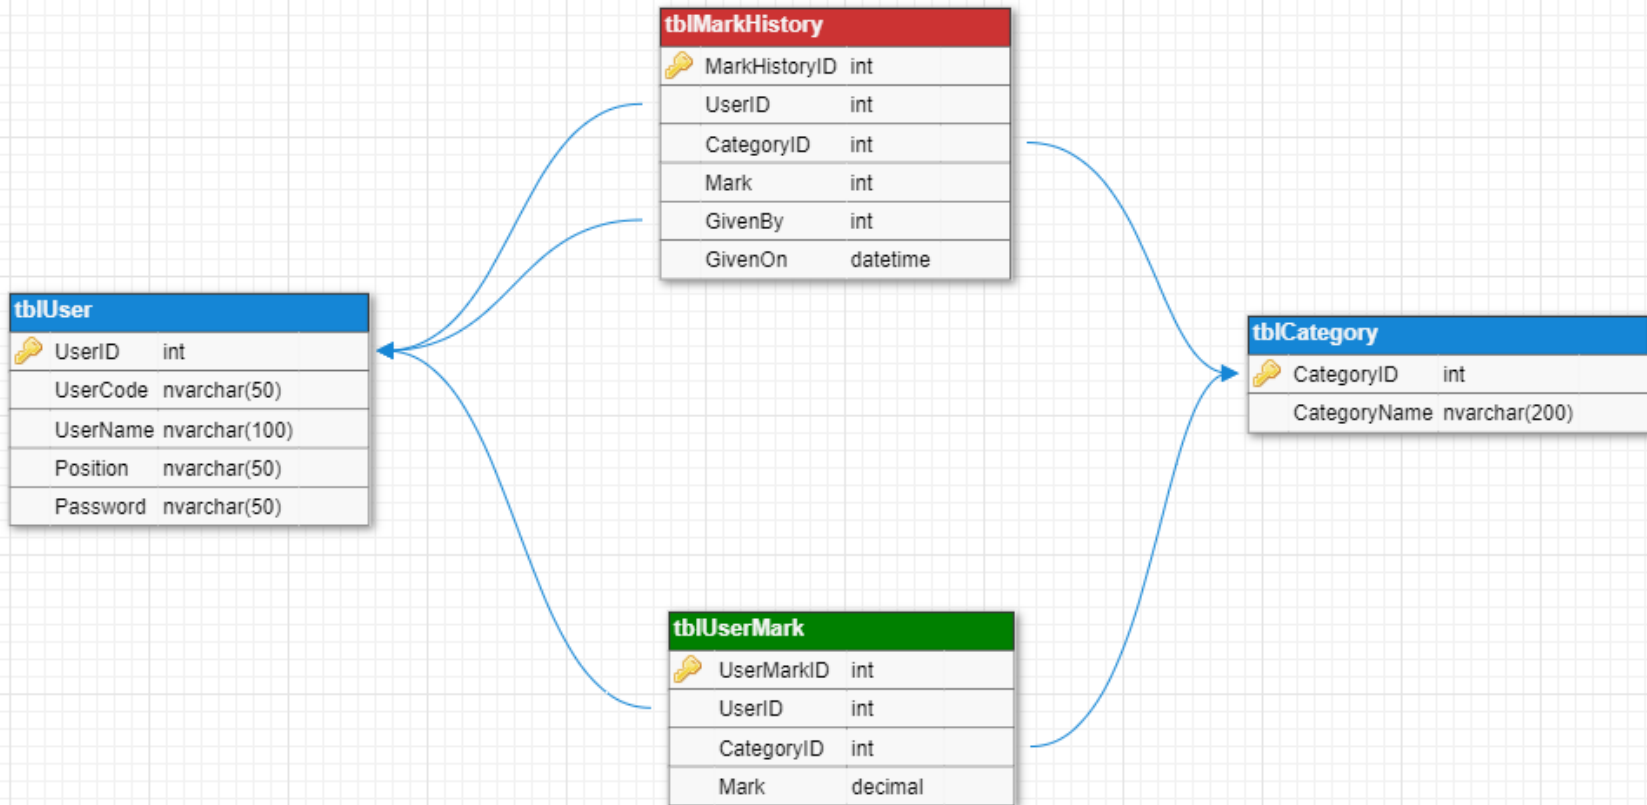 tblMarkHistory
MarkHistoryID int
UserID int
CategoryID int
Mark int
GivenBy int
GivenOn datetime
tblUser
UserID int
UserCode nvarchar(50)
UserName nvarchar(100)
Position nvarchar(50)
Password nvarchar(50)
tblCategory
CategoryID int
CategoryName nvarchar(200)
tblUserMark
UserMarkID int
UserID int
CategoryID int
Mark decimal